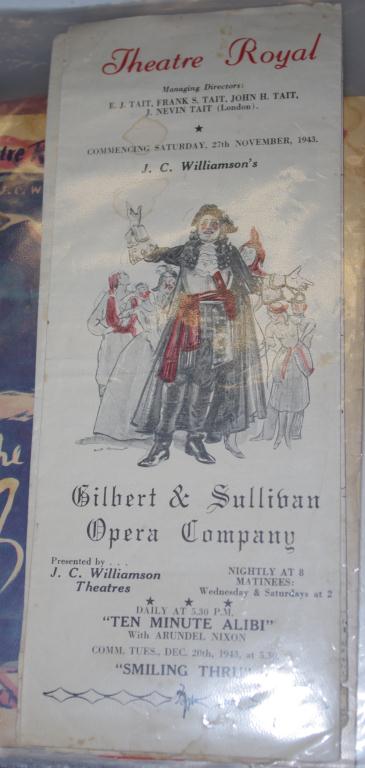 Theatre Royal
Managing Directors:
E. J. TAIT, FRANK S. TAIT, JOHN H. TAIT,
J. NEVIN TAIT (London).
COMMENCING SATURDAY, 27th NOVEMBER, 1943.
J. C. Williamson's
Gilbert & Sullivan
Opera Company
Presented by . . .
J. C. Williamson
Theatres
NIGHTLY AT 8
MATINEES:
Wednesday & Saturdays at 2
DAILY AT 5.30 P.M.
"TEN MINUTE ALIBI"
With ARUNDEL NIXON
COMM. TUES., DEC. 20th, 1943, at 5.30
"SMILING THRU"